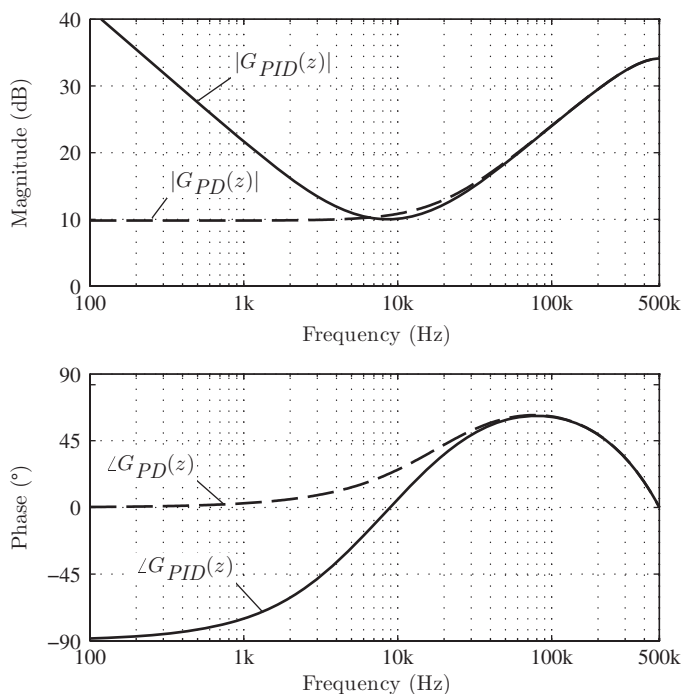 40
30
20
10
0
Magnitude (dB)
|G_PID(z)|
|G_PD(z)|
100
1k
10k
100k
500k
Frequency (Hz)
90
45
0
−45
−90
Phase (°)
∠G_PD(z)
∠G_PID(z)
100
1k
10k
100k
500k
Frequency (Hz)